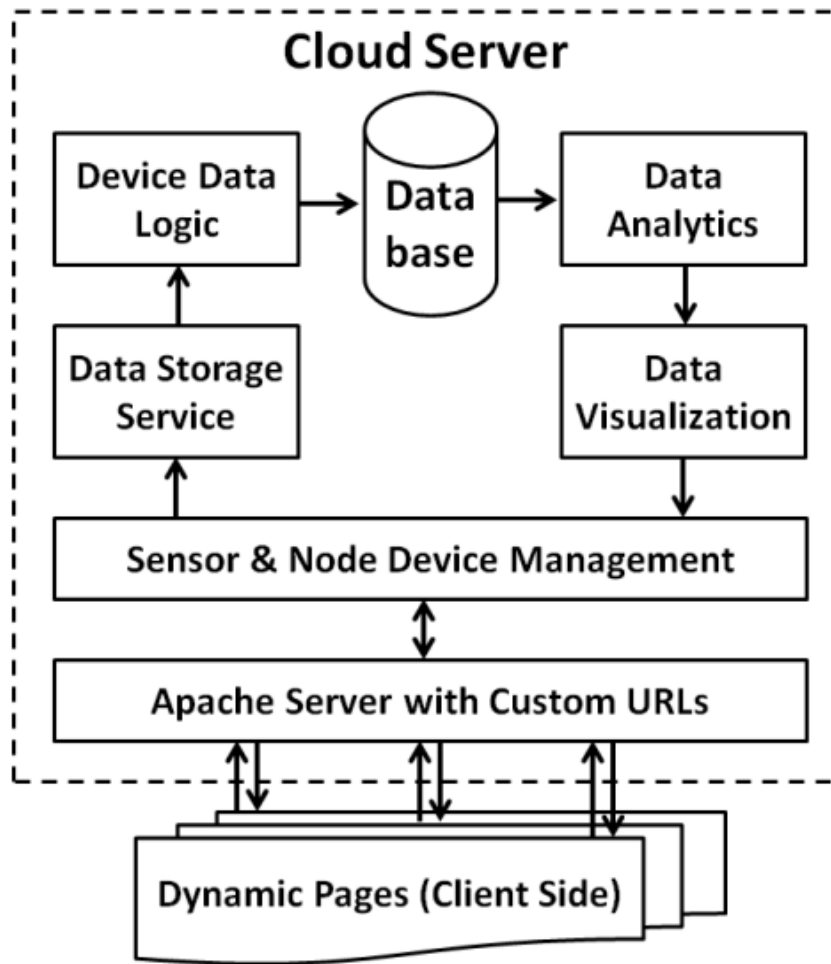 Cloud Server
Device Data
Logic
Data
base
Data
Analytics
Data Storage
Service
Data
Visualization
Sensor & Node Device Management
Apache Server with Custom URLs
Dynamic Pages (Client Side)